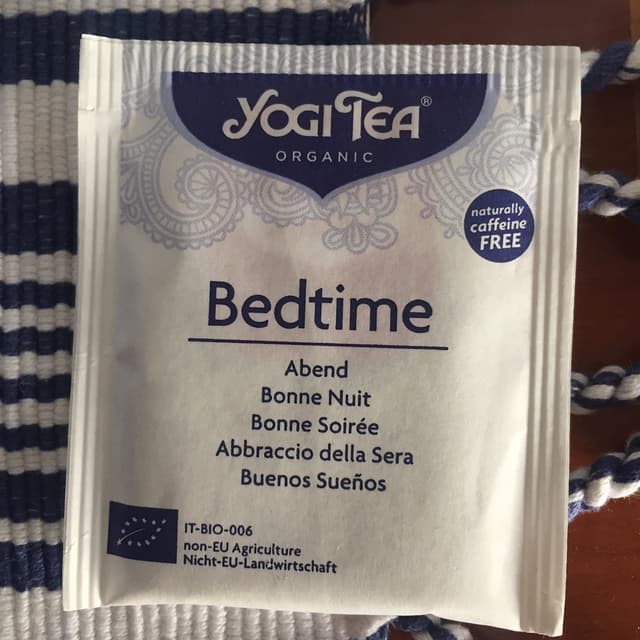 YOGI TEA®
ORGANIC
naturally
caffeine
FREE
Bedtime
Abend
Bonne Nuit
Bonne Soirée
Abbraccio della Sera
Buenos Sueños
IT-BIO-006
non-EU Agriculture
Nicht-EU-Landwirtschaft